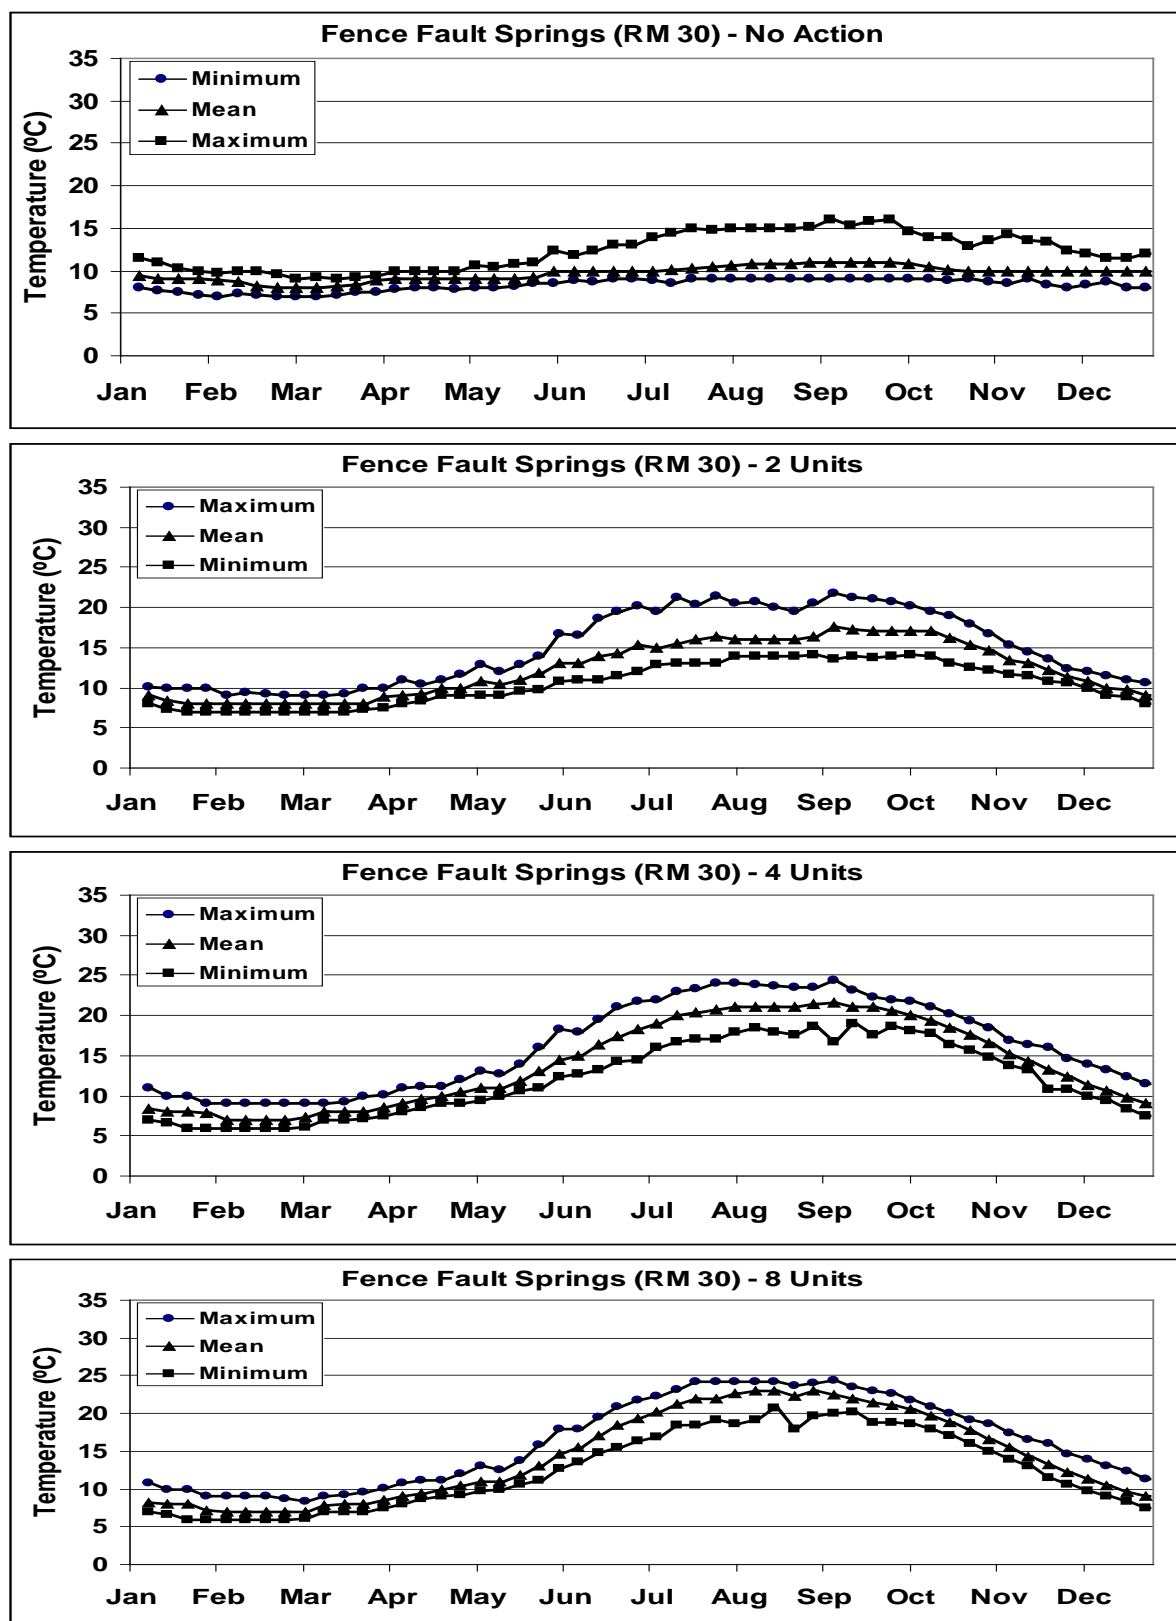 Fence Fault Springs (RM 30) - No Action
Temperature (ºC)
35
30
25
20
15
10
5
0
Minimum
Mean
Maximum
Jan Feb Mar Apr May Jun Jul Aug Sep Oct Nov Dec
Fence Fault Springs (RM 30) - 2 Units
Temperature (ºC)
35
30
25
20
15
10
5
0
Maximum
Mean
Minimum
Jan Feb Mar Apr May Jun Jul Aug Sep Oct Nov Dec
Fence Fault Springs (RM 30) - 4 Units
Temperature (ºC)
35
30
25
20
15
10
5
0
Maximum
Mean
Minimum
Jan Feb Mar Apr May Jun Jul Aug Sep Oct Nov Dec
Fence Fault Springs (RM 30) - 8 Units
Temperature (ºC)
35
30
25
20
15
10
5
0
Maximum
Mean
Minimum
Jan Feb Mar Apr May Jun Jul Aug Sep Oct Nov Dec